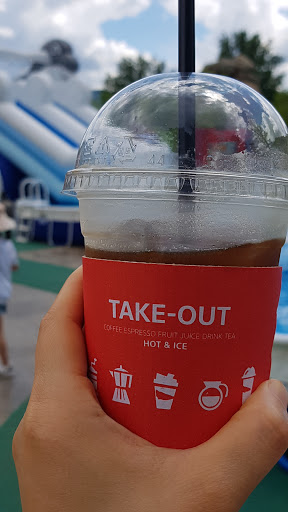 TAKE-OUT
COFFEE ESPRESSO FRUIT JUICE DRINK TEA
HOT & ICE